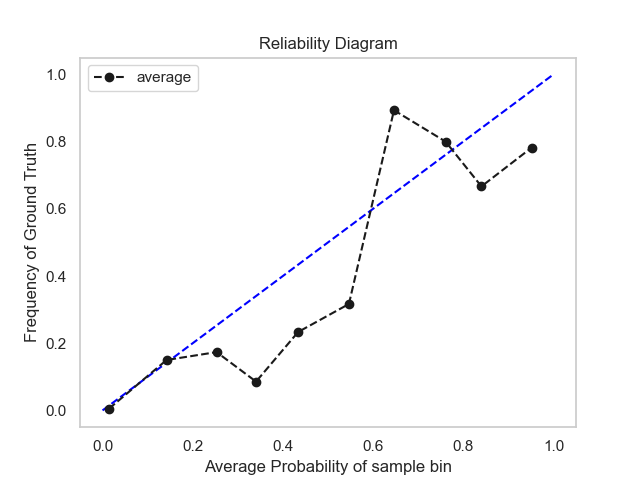 Reliability Diagram
average
Frequency of Ground Truth
1.0
0.8
0.6
0.4
0.2
0.0
0.0 0.2 0.4 0.6 0.8 1.0
Average Probability of sample bin